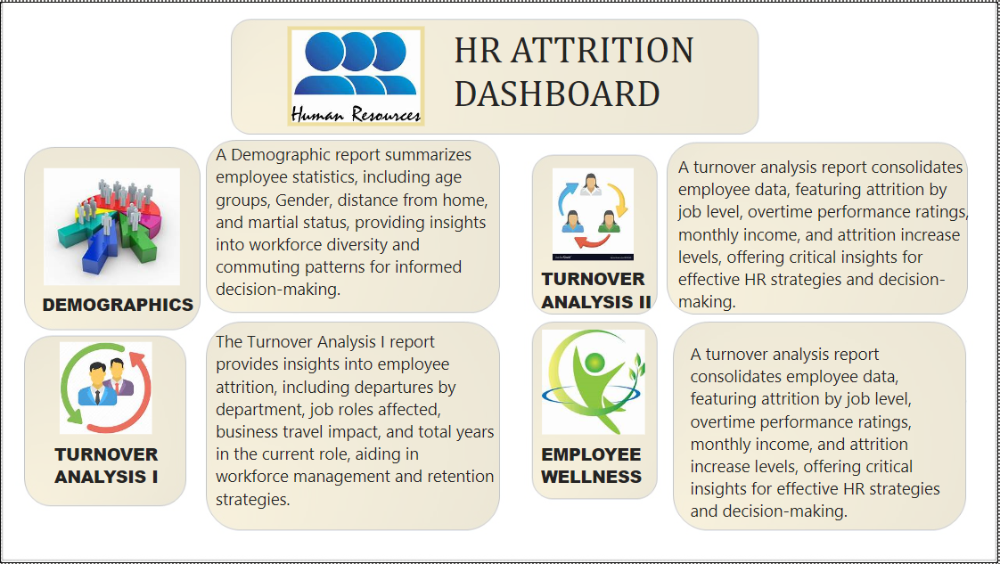 Human Resources
HR ATTRITION
DASHBOARD
DEMOGRAPHICS
A Demographic report summarizes
employee statistics, including age
groups, Gender, distance from home,
and martial status, providing insights
into workforce diversity and
commuting patterns for informed
decision-making.
TURNOVER
ANALYSIS II
A turnover analysis report consolidates
employee data, featuring attrition by
job level, overtime performance ratings,
monthly income, and attrition increase
levels, offering critical insights for
effective HR strategies and decision-
making.
TURNOVER
ANALYSIS I
The Turnover Analysis I report
provides insights into employee
attrition, including departures by
department, job roles affected,
business travel impact, and total years
in the current role, aiding in
workforce management and retention
strategies.
EMPLOYEE
WELLNESS
A turnover analysis report
consolidates employee data,
featuring attrition by job level,
overtime performance ratings,
monthly income, and attrition
increase levels, offering critical
insights for effective HR strategies
and decision-making.